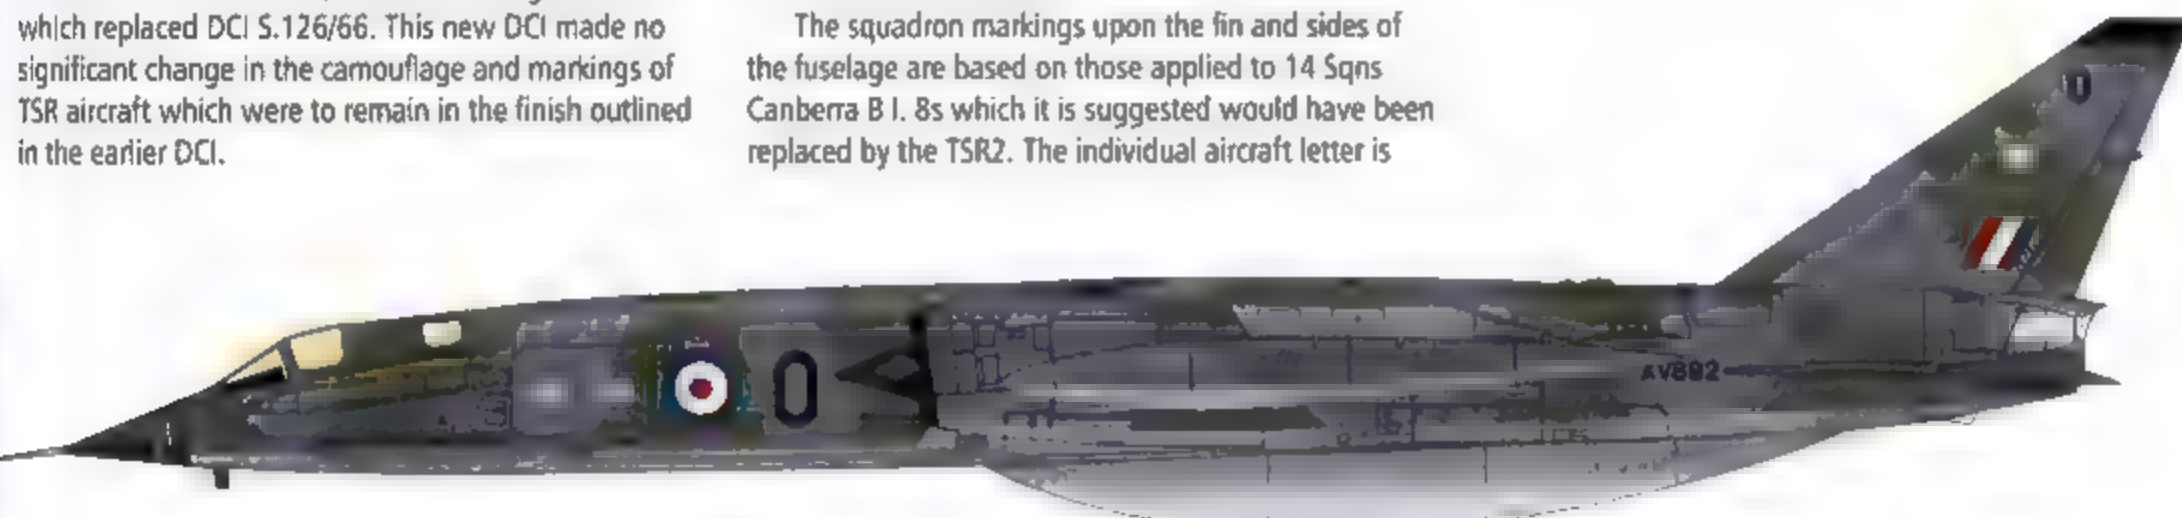 which replaced DCI S.126/66. This new DCI made no
significant change in the camouflage and markings of
TSR aircraft which were to remain in the finish outlined
in the earlier DCI.
The squadron markings upon the fin and sides of
the fuselage are based on those applied to 14 Sqns
Canberra B I. 8s which it is suggested would have been
replaced by the TSR2. The individual aircraft letter is
O
O